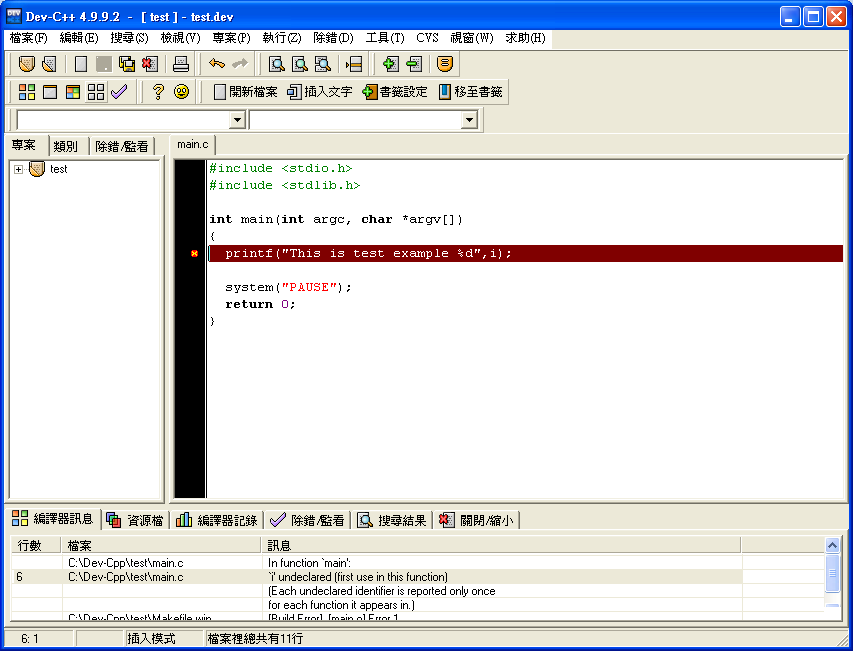 Dev-C++ 4.9.9.2 - [ test ] - test.dev
檔案(F) 編輯(E) 搜尋(S) 檢視(V) 專案(P) 執行(Z) 除錯(D) 工具(T) CVS 視窗(W) 求助(H)
開新檔案 插入文字 書籤設定 移至書籤
專案 類別 除錯/監看 main.c
test
#include <stdio.h>
#include <stdlib.h>
int main(int argc, char *argv[])
{
printf("This is test example %d",i);
system("PAUSE");
return 0;
}
編譯器訊息 資源檔 編譯器記錄 除錯/監看 搜尋結果 關閉/縮小
行數 檔案 訊息
C:\Dev-Cpp\test\main.c In function `main':
6 C:\Dev-Cpp\test\main.c `i' undeclared (first use in this function)
(Each undeclared identifier is reported only once
for each function it appears in.)
C:\Dev-Cpp\test\Makefile.win [Build Error] [main.o] Error 1
6: 1 插入模式 檔案裡總共有11行